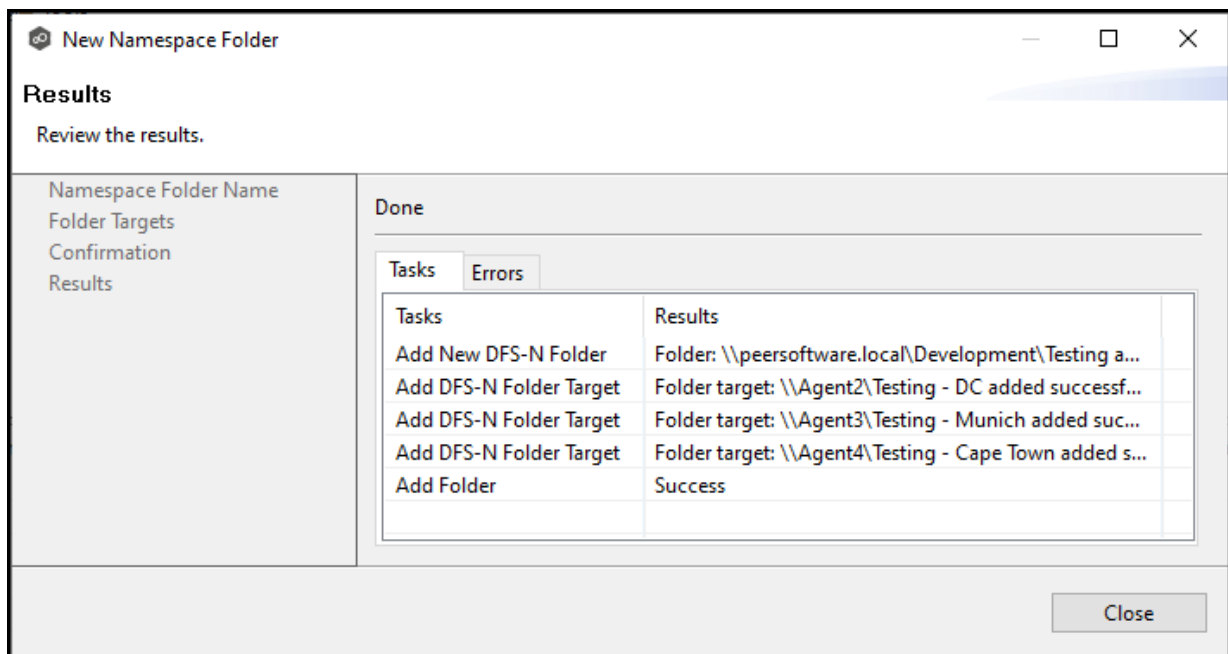 New Namespace Folder
Results
Review the results.
Namespace Folder Name
Folder Targets
Confirmation
Results
Done
Tasks Errors
Tasks Results
Add New DFS-N Folder Folder: \\peersoftware.local\Development\Testing a...
Add DFS-N Folder Target Folder target: \\Agent2\Testing - DC added successf...
Add DFS-N Folder Target Folder target: \\Agent3\Testing - Munich added suc...
Add DFS-N Folder Target Folder target: \\Agent4\Testing - Cape Town added s...
Add Folder Success
Close